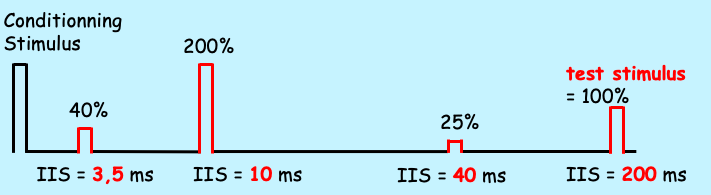 Conditionning
Stimulus
200%
40%
25%
test stimulus
= 100%
IIS = 3,5 ms
IIS = 10 ms
IIS = 40 ms
IIS = 200 ms